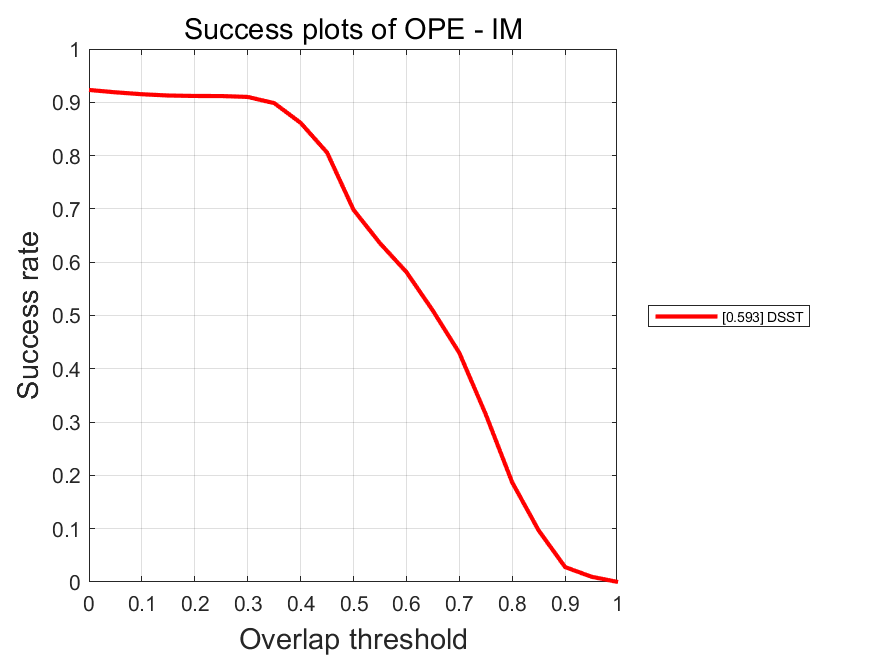 Success plots of OPE - IM
1
0.9
0.8
0.7
0.6
0.5
0.4
0.3
0.2
0.1
0
Success rate
[0.593] DSST
0 0.1 0.2 0.3 0.4 0.5 0.6 0.7 0.8 0.9 1
Overlap threshold